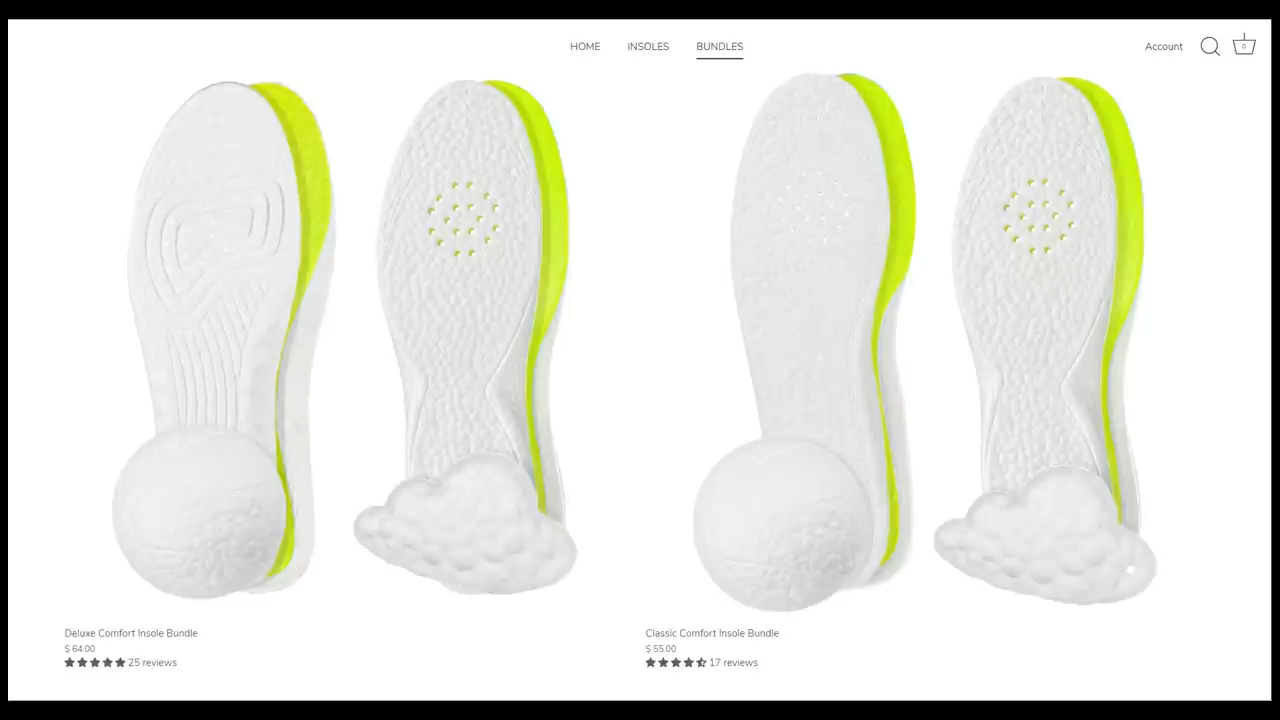 HOME INSOLES BUNDLES Account 0
Deluxe Comfort Insole Bundle
$ 64.00
25 reviews
Classic Comfort Insole Bundle
$ 55.00
17 reviews